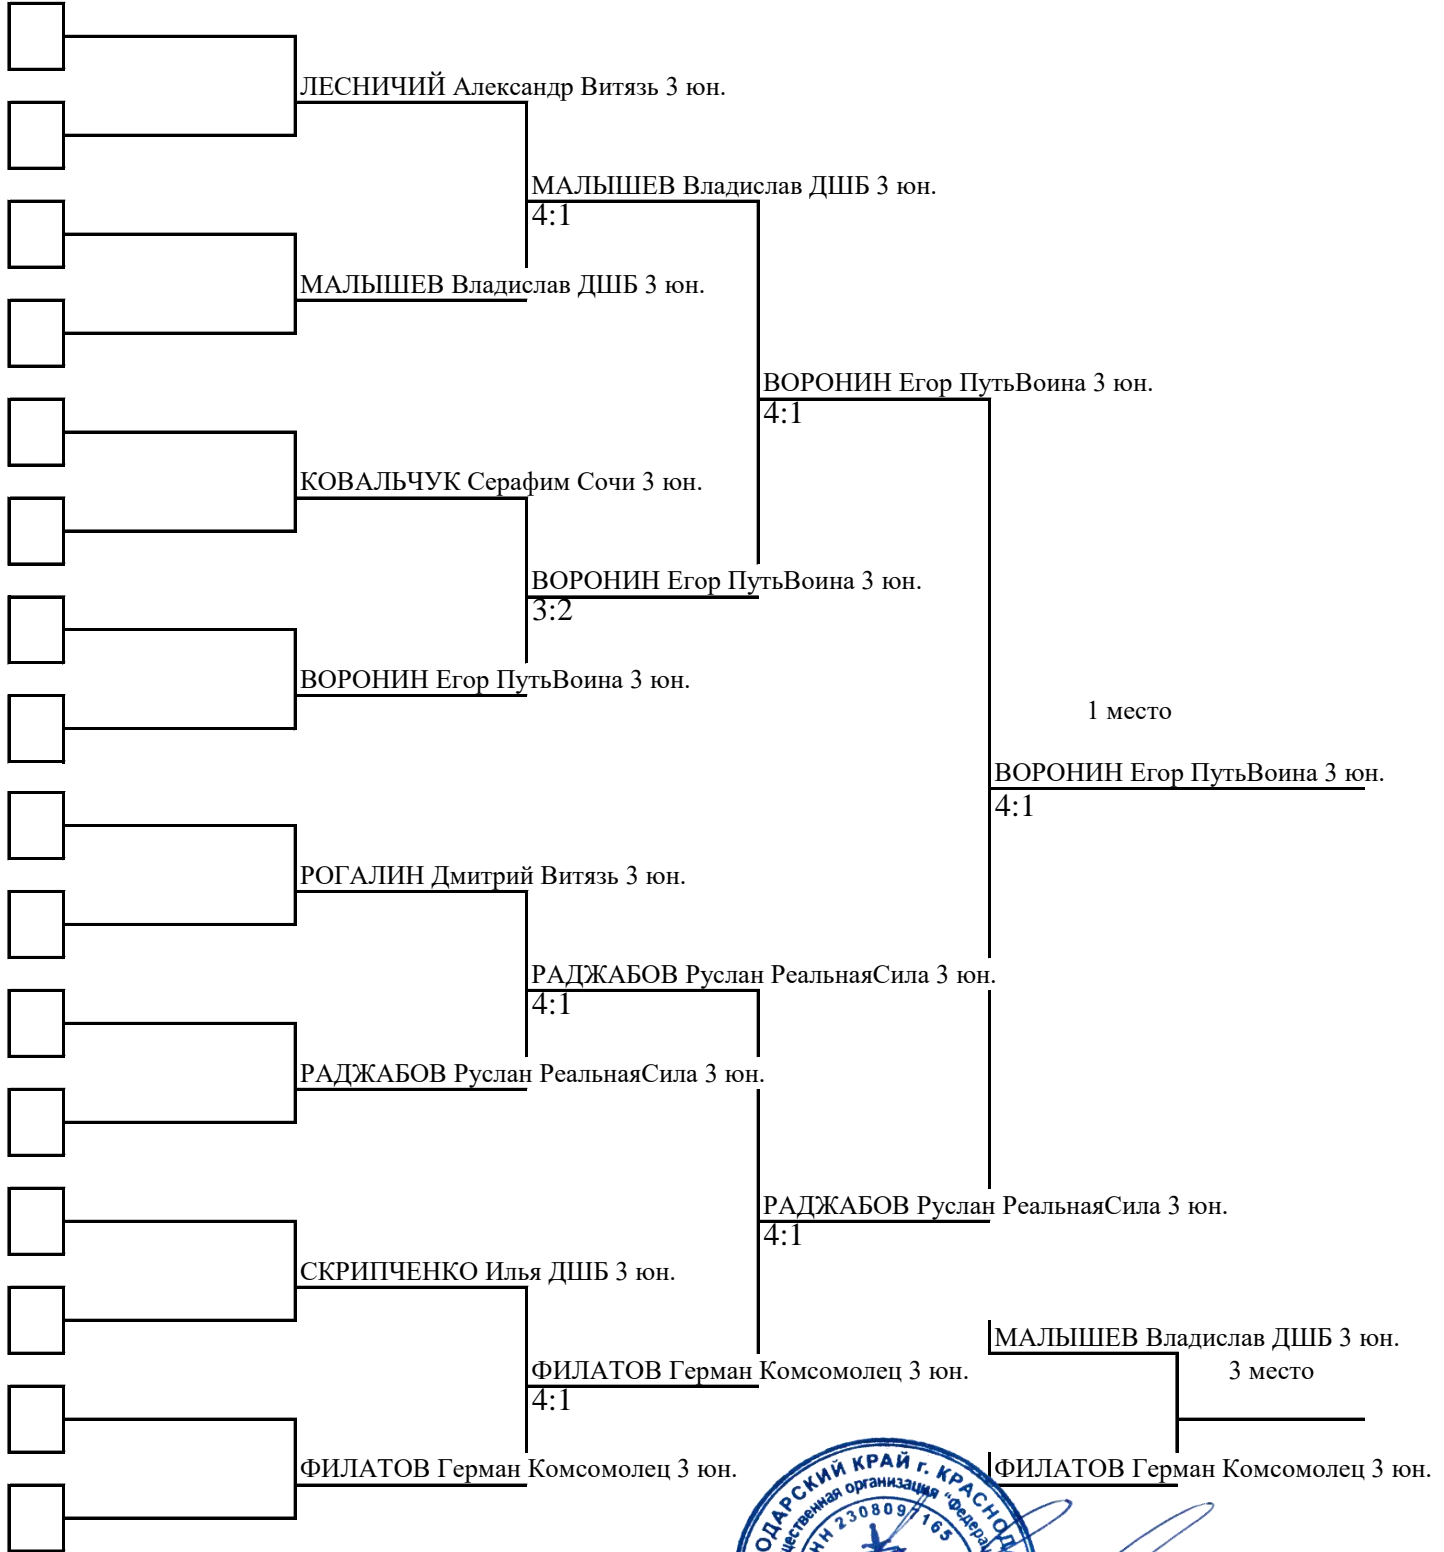 ЛЕСНИЧИЙ Александр Витязь 3 юн.
МАЛЫШЕВ Владислав ДШБ 3 юн.
4:1
МАЛЫШЕВ Владислав ДШБ 3 юн.
ВОРОНИН Егор ПутьВоина 3 юн.
4:1
КОВАЛЬЧУК Серафим Сочи 3 юн.
ВОРОНИН Егор ПутьВоина 3 юн.
3:2
ВОРОНИН Егор ПутьВоина 3 юн.
1 место
ВОРОНИН Егор ПутьВоина 3 юн.
4:1
РОГАЛИН Дмитрий Витязь 3 юн.
РАДЖАБОВ Руслан РеальнаяСила 3 юн.
4:1
РАДЖАБОВ Руслан РеальнаяСила 3 юн.
РАДЖАБОВ Руслан РеальнаяСила 3 юн.
4:1
СКРИПЧЕНКО Илья ДШБ 3 юн.
МАЛЫШЕВ Владислав ДШБ 3 юн.
3 место
ФИЛАТОВ Герман Комсомолец 3 юн.
4:1
ФИЛАТОВ Герман Комсомолец 3 юн.
ФИЛАТОВ Герман Комсомолец 3 юн.
КРАЙ г.
организация
2308097165